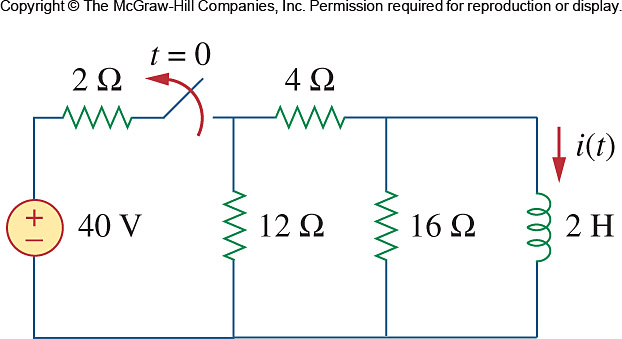 Copyright © The McGraw-Hill Companies, Inc. Permission required for reproduction or display.
t = 0
2 Ω
4 Ω
i(t)
+
−
40 V
12 Ω
16 Ω
2 H